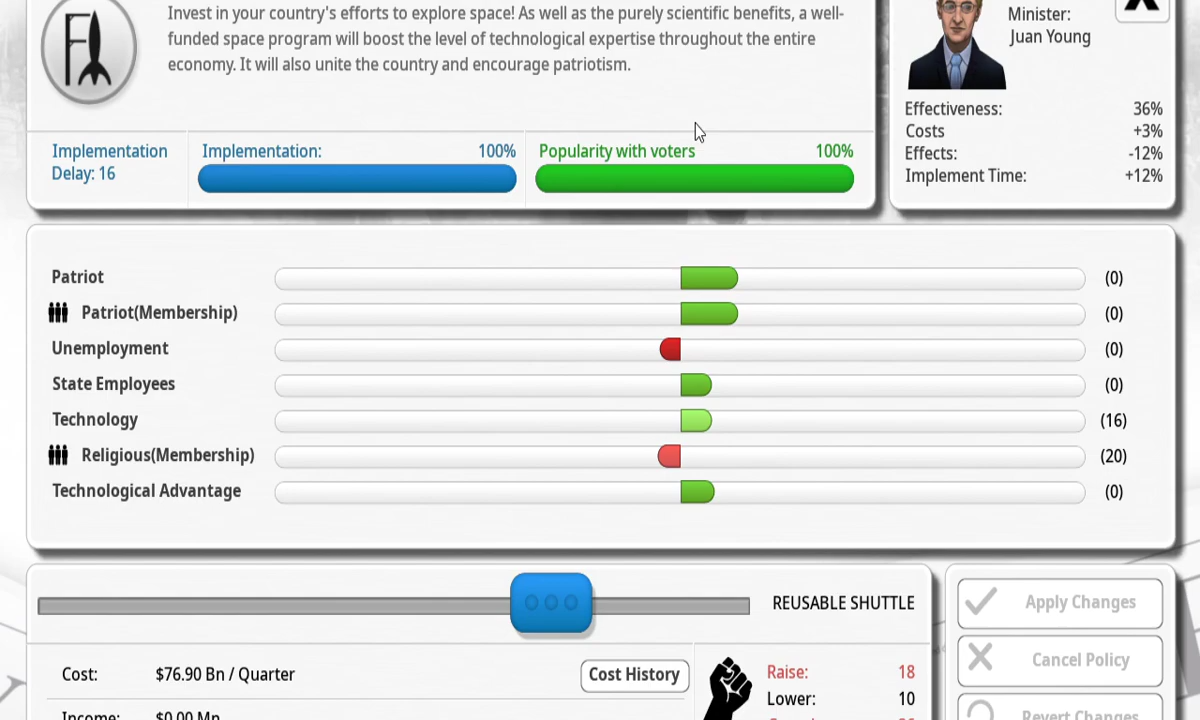 Invest in your country's efforts to explore space! As well as the purely scientific benefits, a well-
funded space program will boost the level of technological expertise throughout the entire
economy. It will also unite the country and encourage patriotism.
Implementation
Delay: 16
Implementation: 100%
Popularity with voters 100%
Minister:
Juan Young
Effectiveness: 36%
Costs +3%
Effects: -12%
Implement Time: +12%
Patriot (0)
Patriot(Membership) (0)
Unemployment (0)
State Employees (0)
Technology (16)
Religious(Membership) (20)
Technological Advantage (0)
REUSABLE SHUTTLE
Cost: $76.90 Bn / Quarter
Cost History
Income: $0.00 Mn
Raise: 18
Lower: 10
Apply Changes
Cancel Policy
Revert Changes